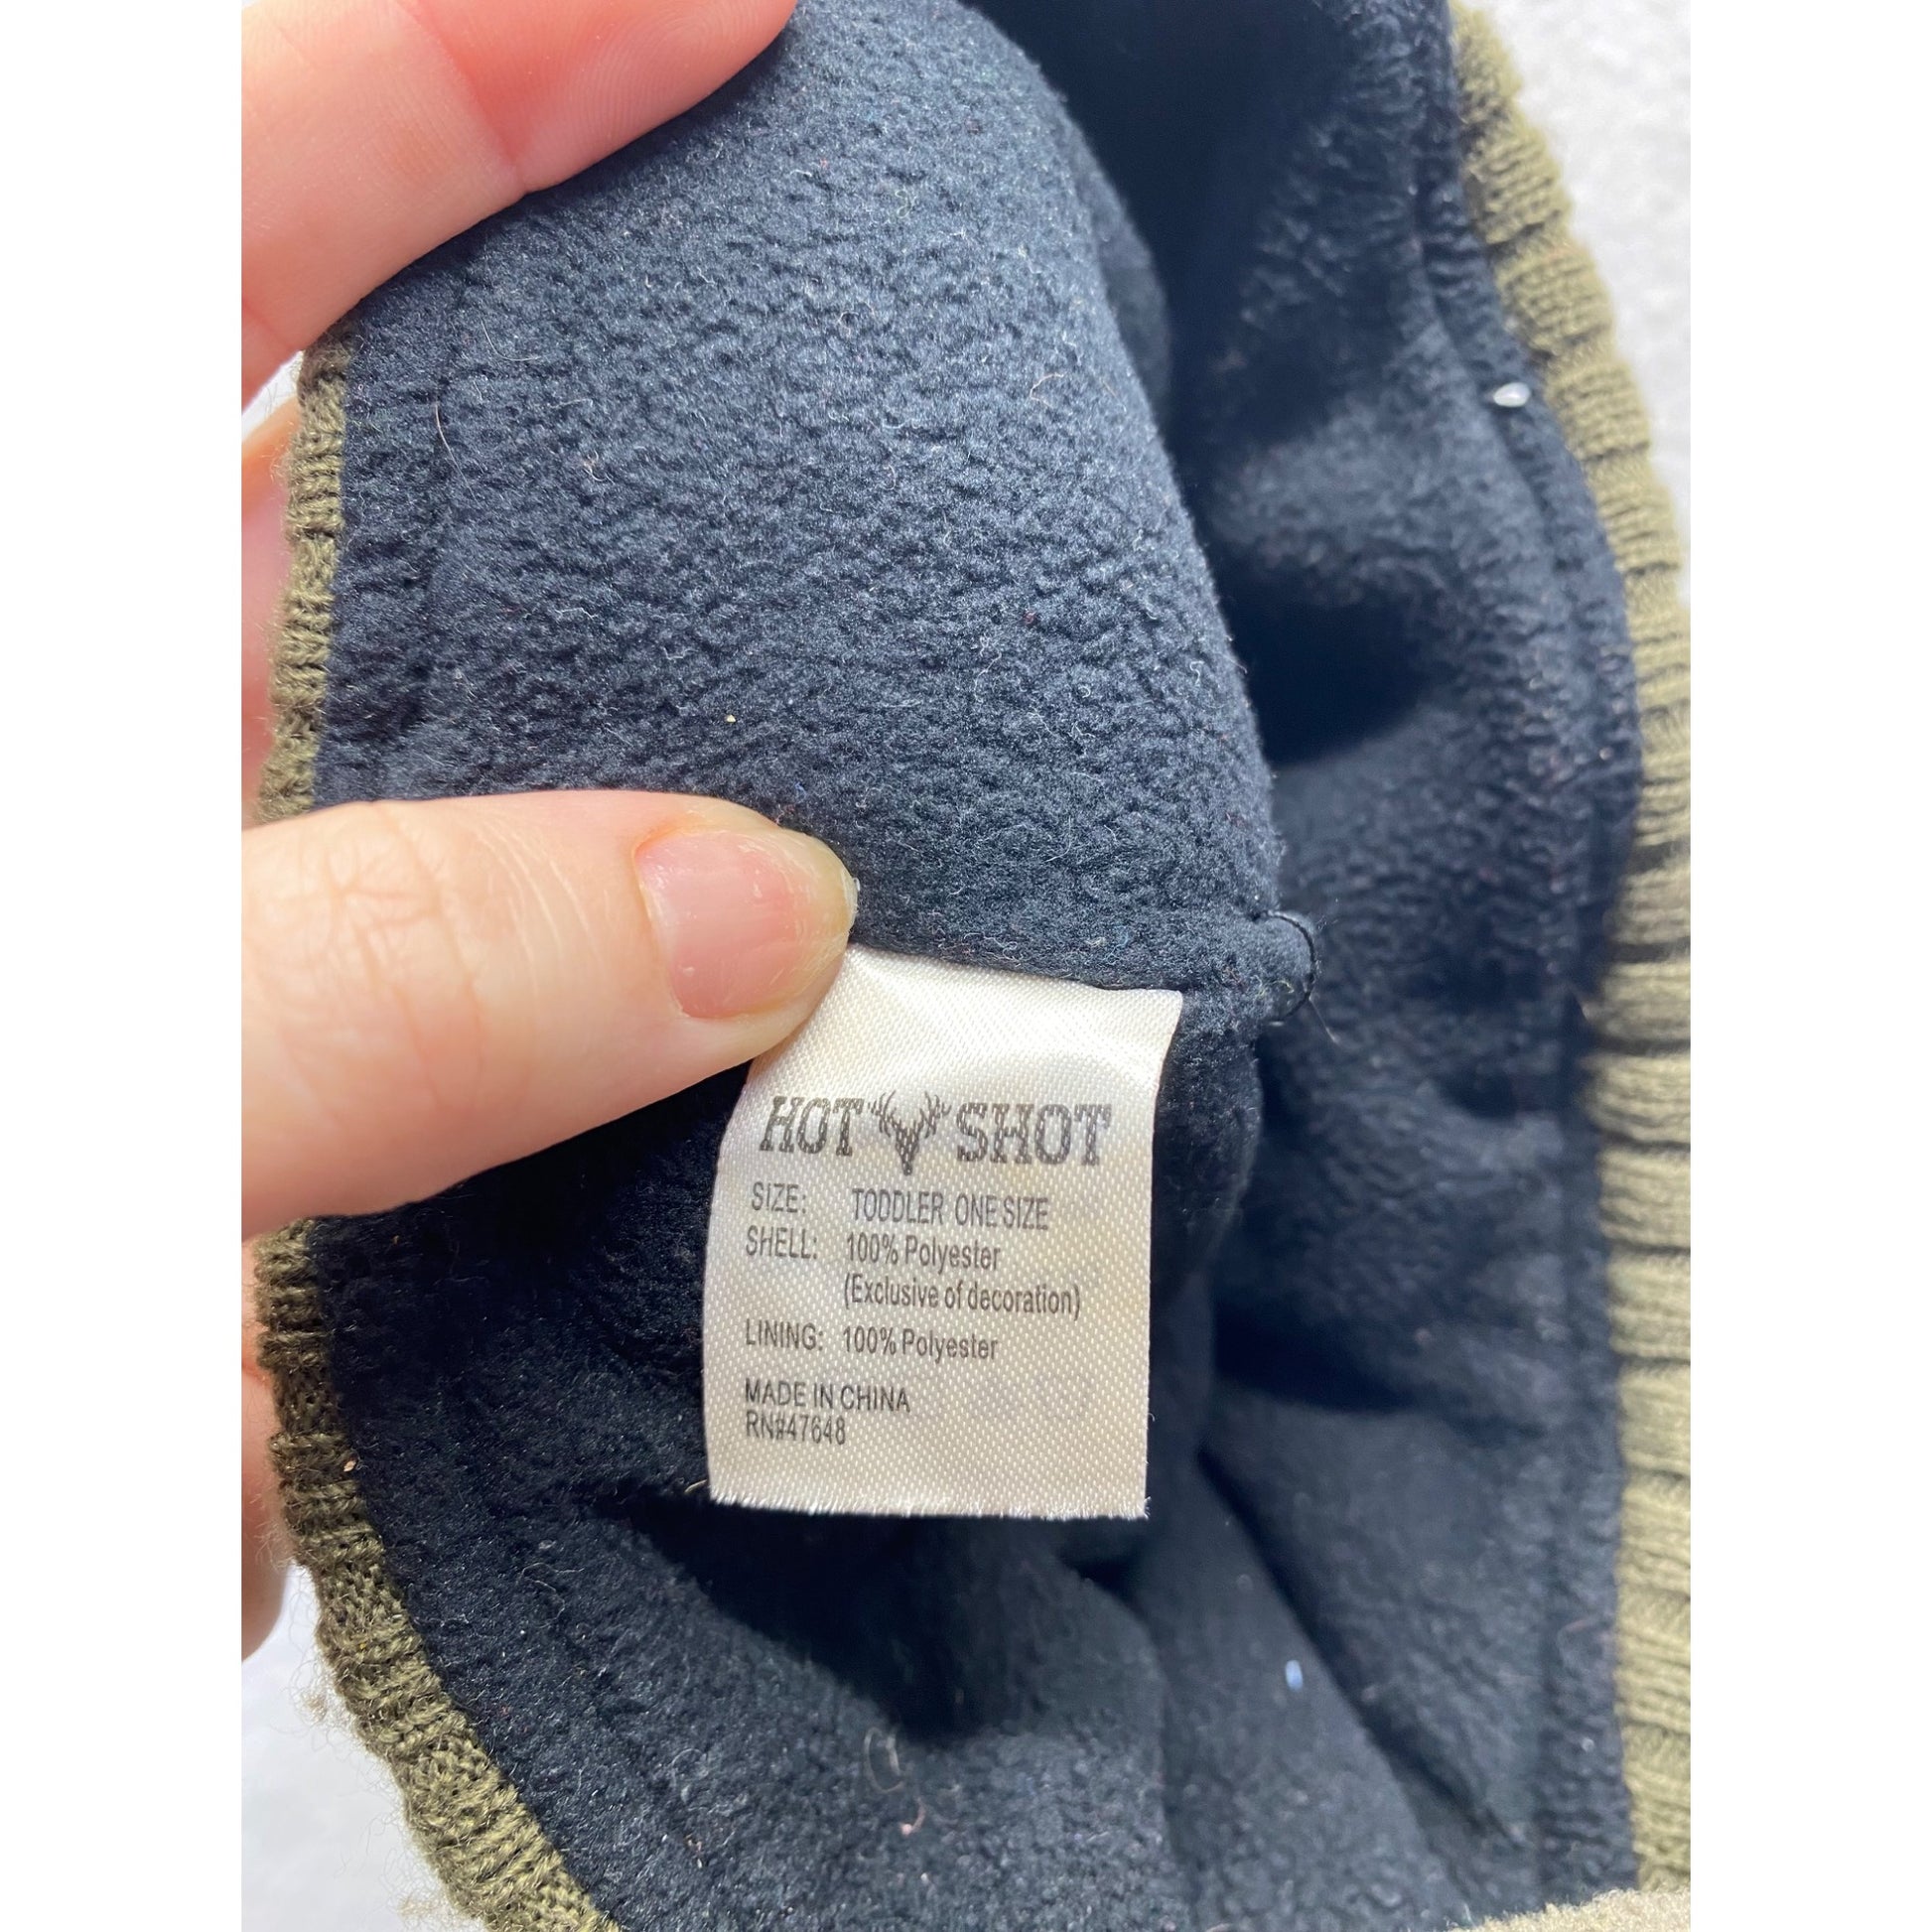 HOT SHOT
SIZE: TODDLER ONE SIZE
SHELL: 100% Polyester
(Exclusive of decoration)
LINING: 100% Polyester
MADE IN CHINA
RN#47648